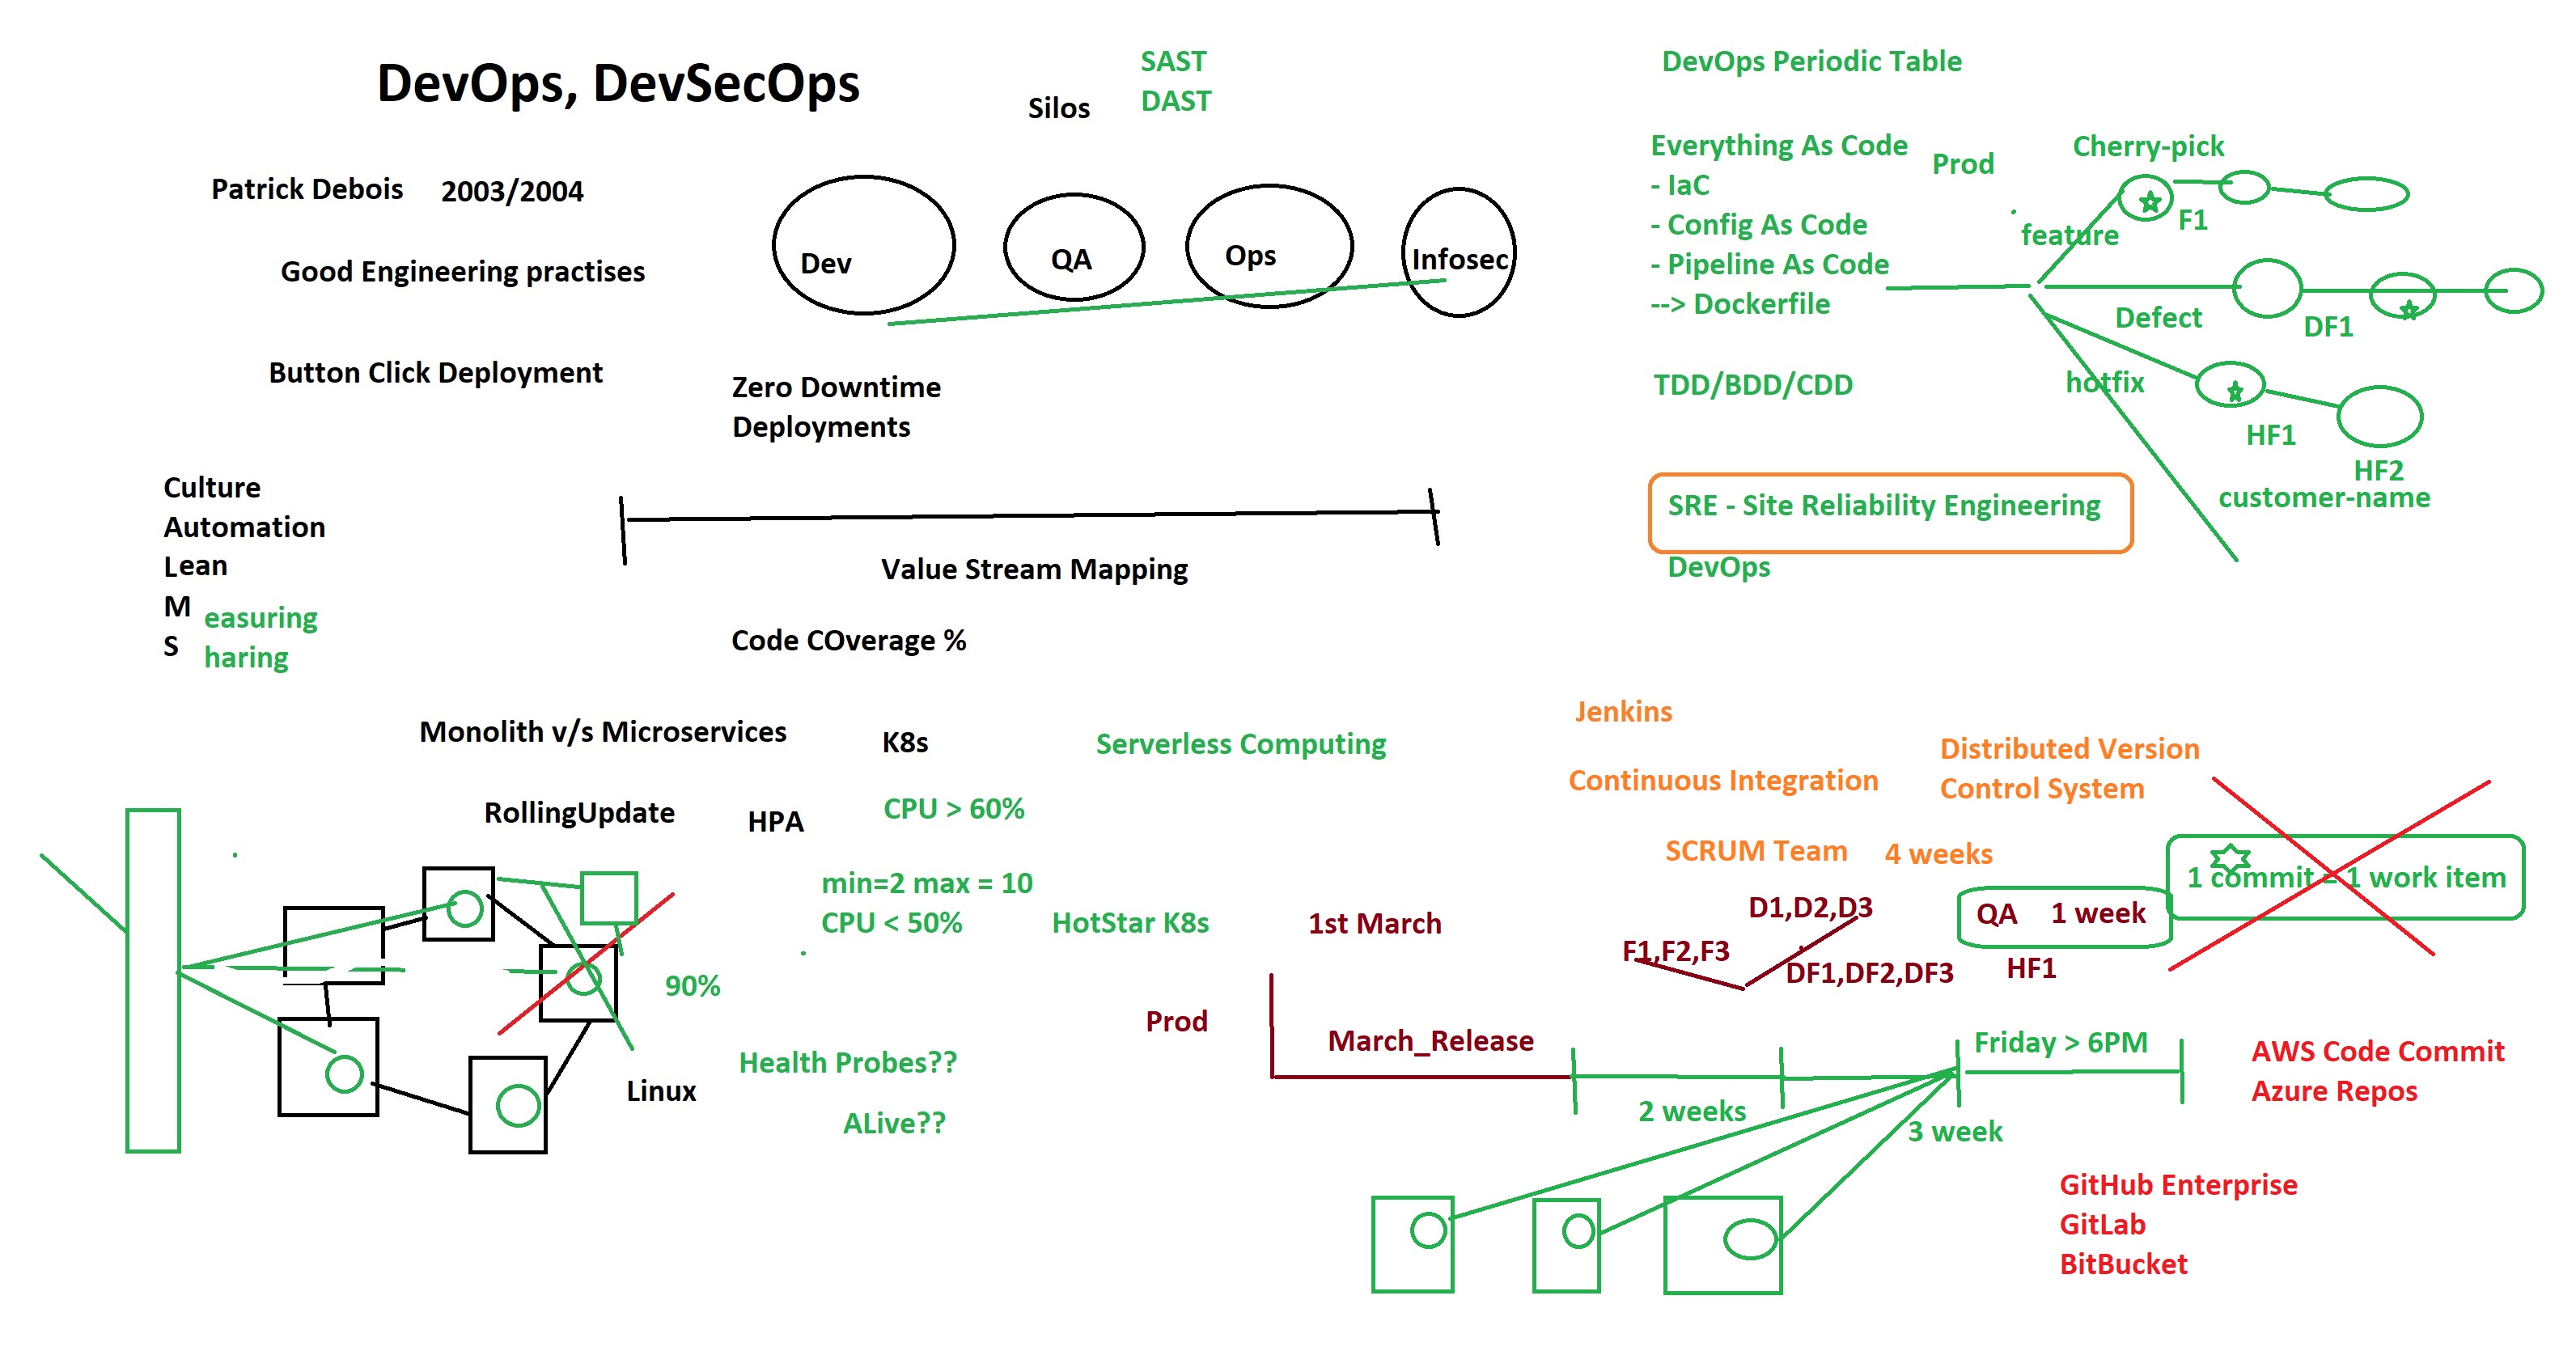 DevOps, DevSecOps
Silos
SAST
DAST
DevOps Periodic Table
Patrick Debois 2003/2004
Good Engineering practises
Button Click Deployment
Dev
QA
Ops
Infosec
Zero Downtime
Deployments
Everything As Code
- IaC
- Config As Code
- Pipeline As Code
--> Dockerfile
TDD/BDD/CDD
Prod
Cherry-pick
feature
F1
Defect
DF1
hotfix
HF1
HF2
customer-name
SRE - Site Reliability Engineering
DevOps
Culture
Automation
Lean
M easuring
S haring
Value Stream Mapping
Code COverage %
Monolith v/s Microservices
K8s
Serverless Computing
RollingUpdate
HPA
CPU > 60%
min=2 max = 10
CPU < 50%
HotStar K8s
90%
Health Probes??
ALive??
Linux
Jenkins
Continuous Integration
Distributed Version
Control System
SCRUM Team 4 weeks
1 commit = 1 work item
1st March
D1,D2,D3
F1,F2,F3
DF1,DF2,DF3
QA 1 week
HF1
Prod
March_Release
Friday > 6PM
2 weeks
3 week
AWS Code Commit
Azure Repos
GitHub Enterprise
GitLab
BitBucket